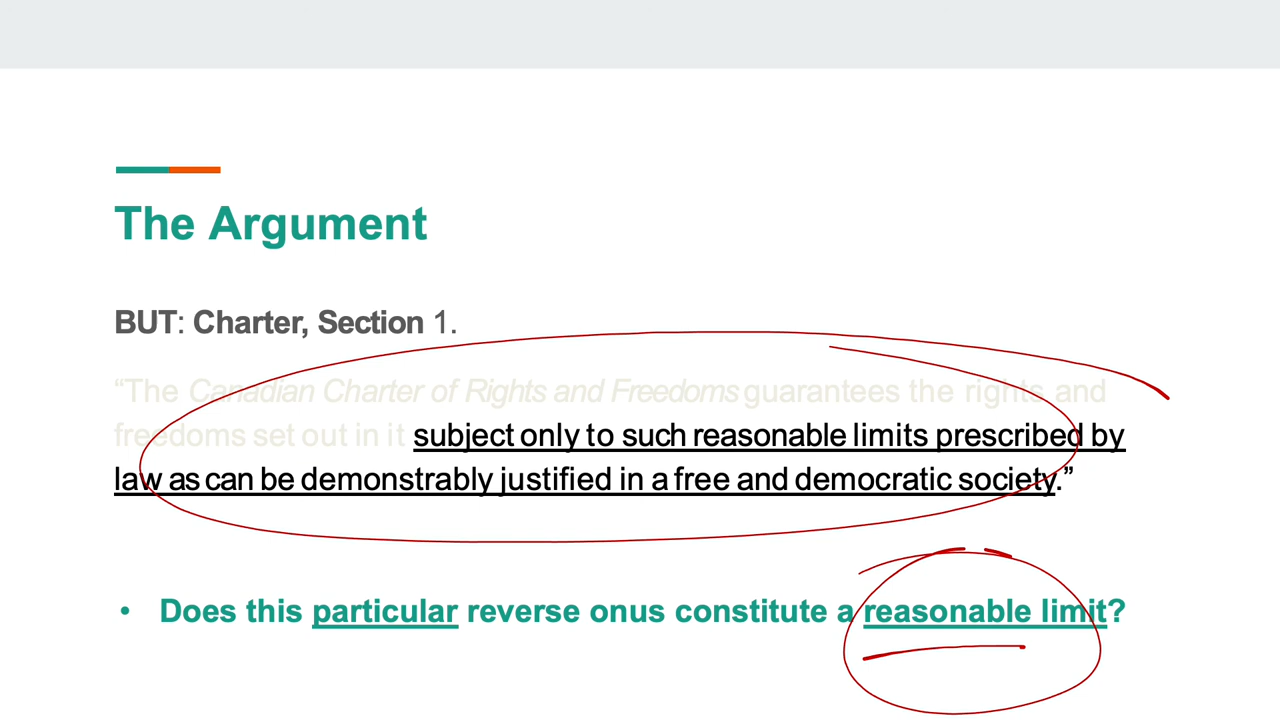 The Argument
BUT: Charter, Section 1.
“The Canadian Charter of Rights and Freedoms guarantees the rights and
freedoms set out in it subject only to such reasonable limits prescribed by
law as can be demonstrably justified in a free and democratic society.”
• Does this particular reverse onus constitute a reasonable limit?